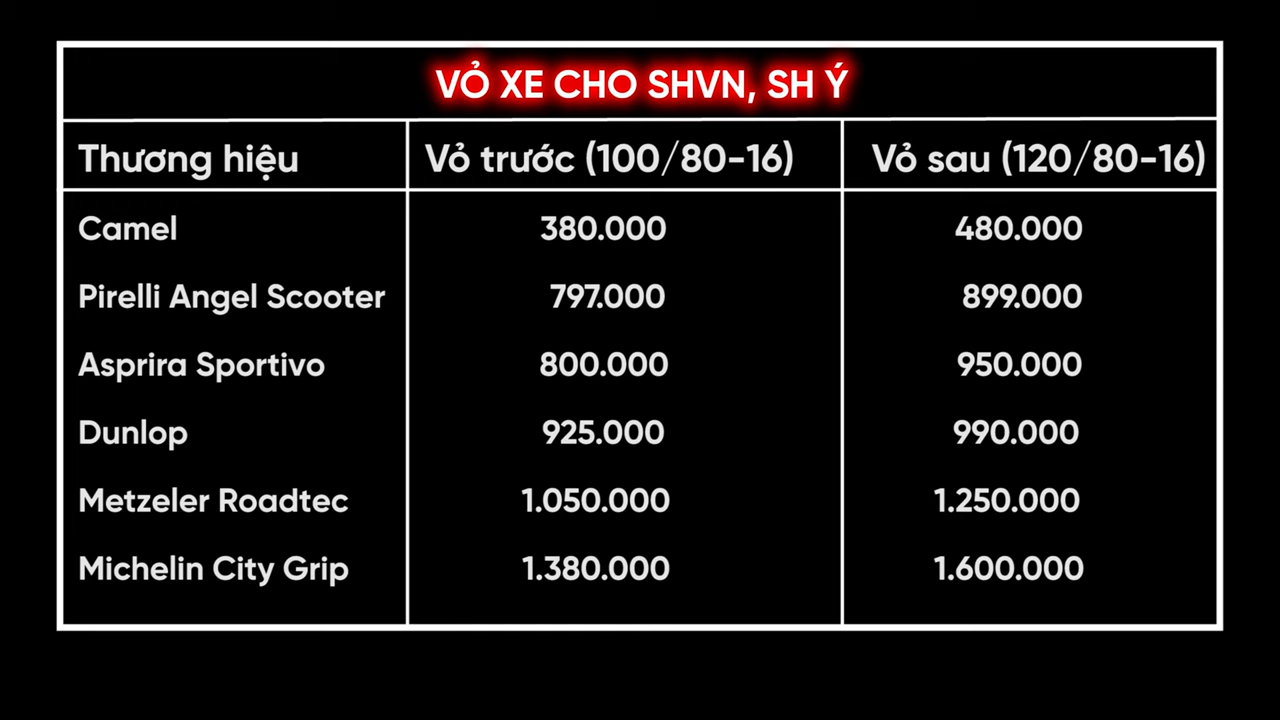 VỎ XE CHO SHVN, SH Ý
Thương hiệu Vỏ trước (100/80-16) Vỏ sau (120/80-16)
Camel 380.000 480.000
Pirelli Angel Scooter 797.000 899.000
Asprira Sportivo 800.000 950.000
Dunlop 925.000 990.000
Metzeler Roadtec 1.050.000 1.250.000
Michelin City Grip 1.380.000 1.600.000